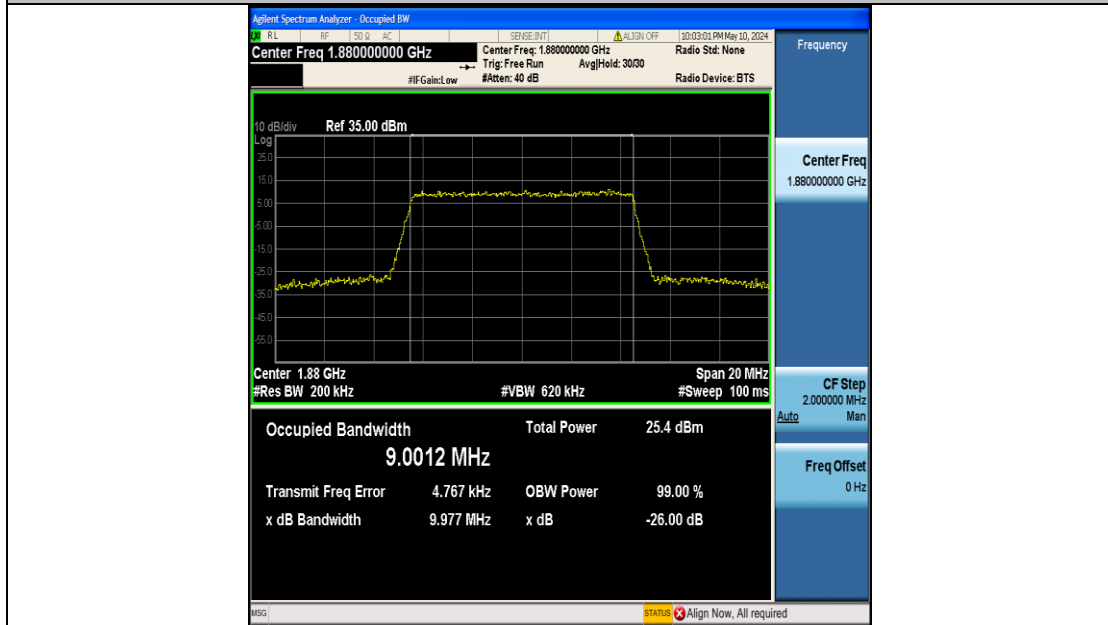 Agilent Spectrum Analyzer - Occupied BW
RL RF 50 Ω AC SENSE:INT ALIGN OFF 10:03:01 PM May 10, 2024
Center Freq 1.880000000 GHz Center Freq: 1.880000000 GHz Radio Std: None
Trig: Free Run Avg|Hold: 30/30
#IFGain:Low #Atten: 40 dB Radio Device: BTS
10 dB/div Ref 35.00 dBm
Log
25.0
15.0
5.00
-5.00
-15.0
-25.0
-35.0
-45.0
-55.0
Center 1.88 GHz Span 20 MHz
#Res BW 200 kHz #VBW 620 kHz #Sweep 100 ms
Occupied Bandwidth Total Power 25.4 dBm
9.0012 MHz
Transmit Freq Error 4.767 kHz OBW Power 99.00 %
x dB Bandwidth 9.977 MHz x dB -26.00 dB
Frequency
Center Freq
1.880000000 GHz
CF Step
2.000000 MHz
Auto Man
Freq Offset
0 Hz
MSG STATUS Align Now, All required